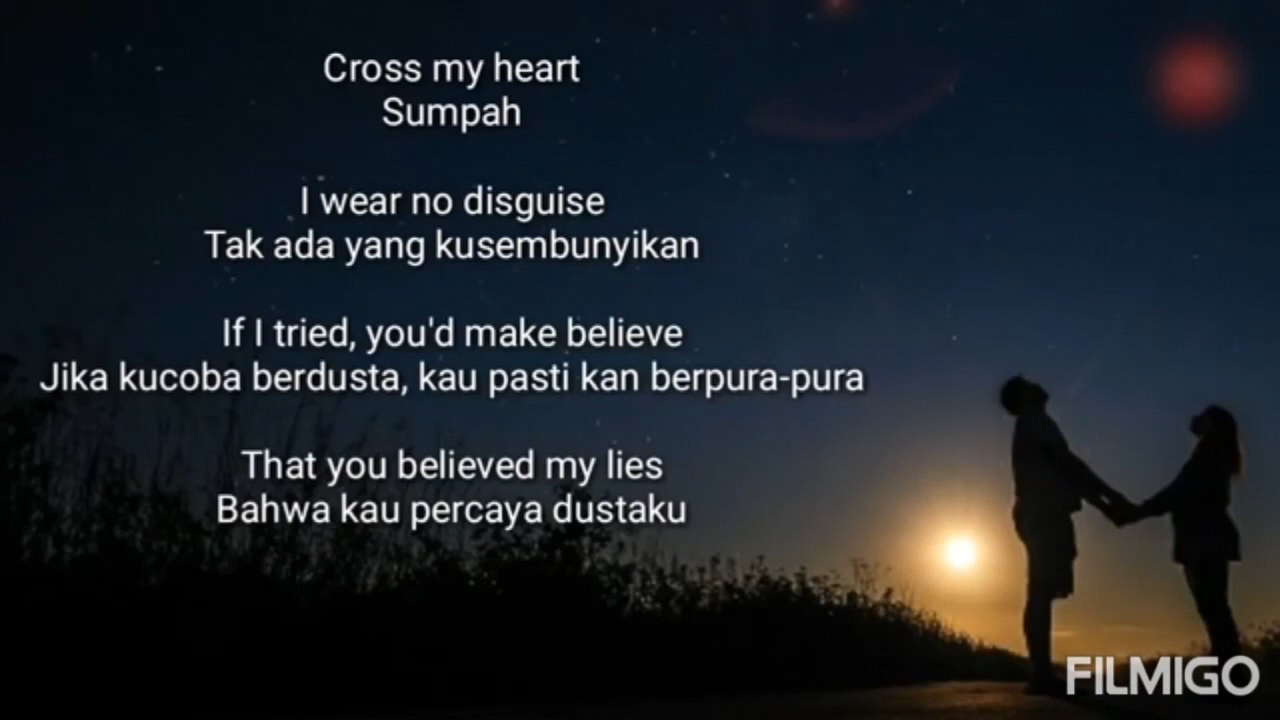 Cross my heart
Sumpah
I wear no disguise
Tak ada yang kusembunyikan
If I tried, you'd make believe
Jika kucoba berdusta, kau pasti kan berpura-pura
That you believed my lies
Bahwa kau percaya dustaku
FILMIGO